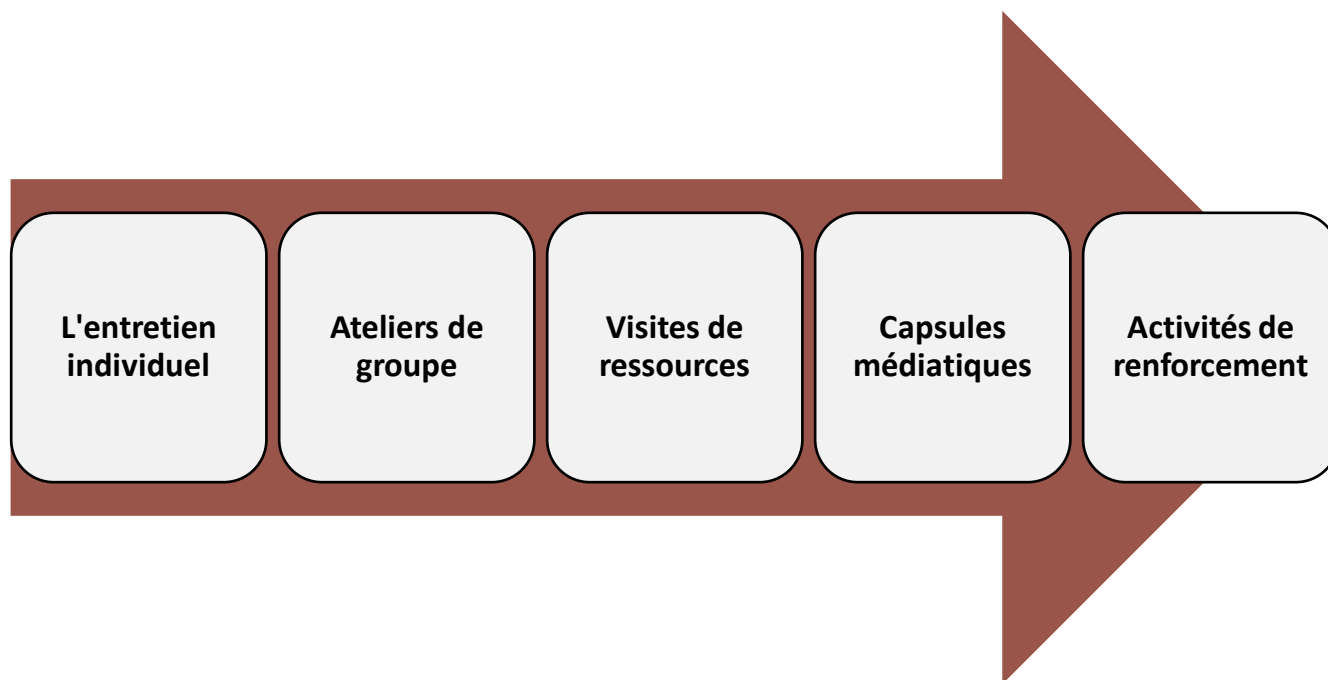 L'entretien
individuel
Ateliers de
groupe
Visites de
ressources
Capsules
médiatiques
Activités de
renforcement